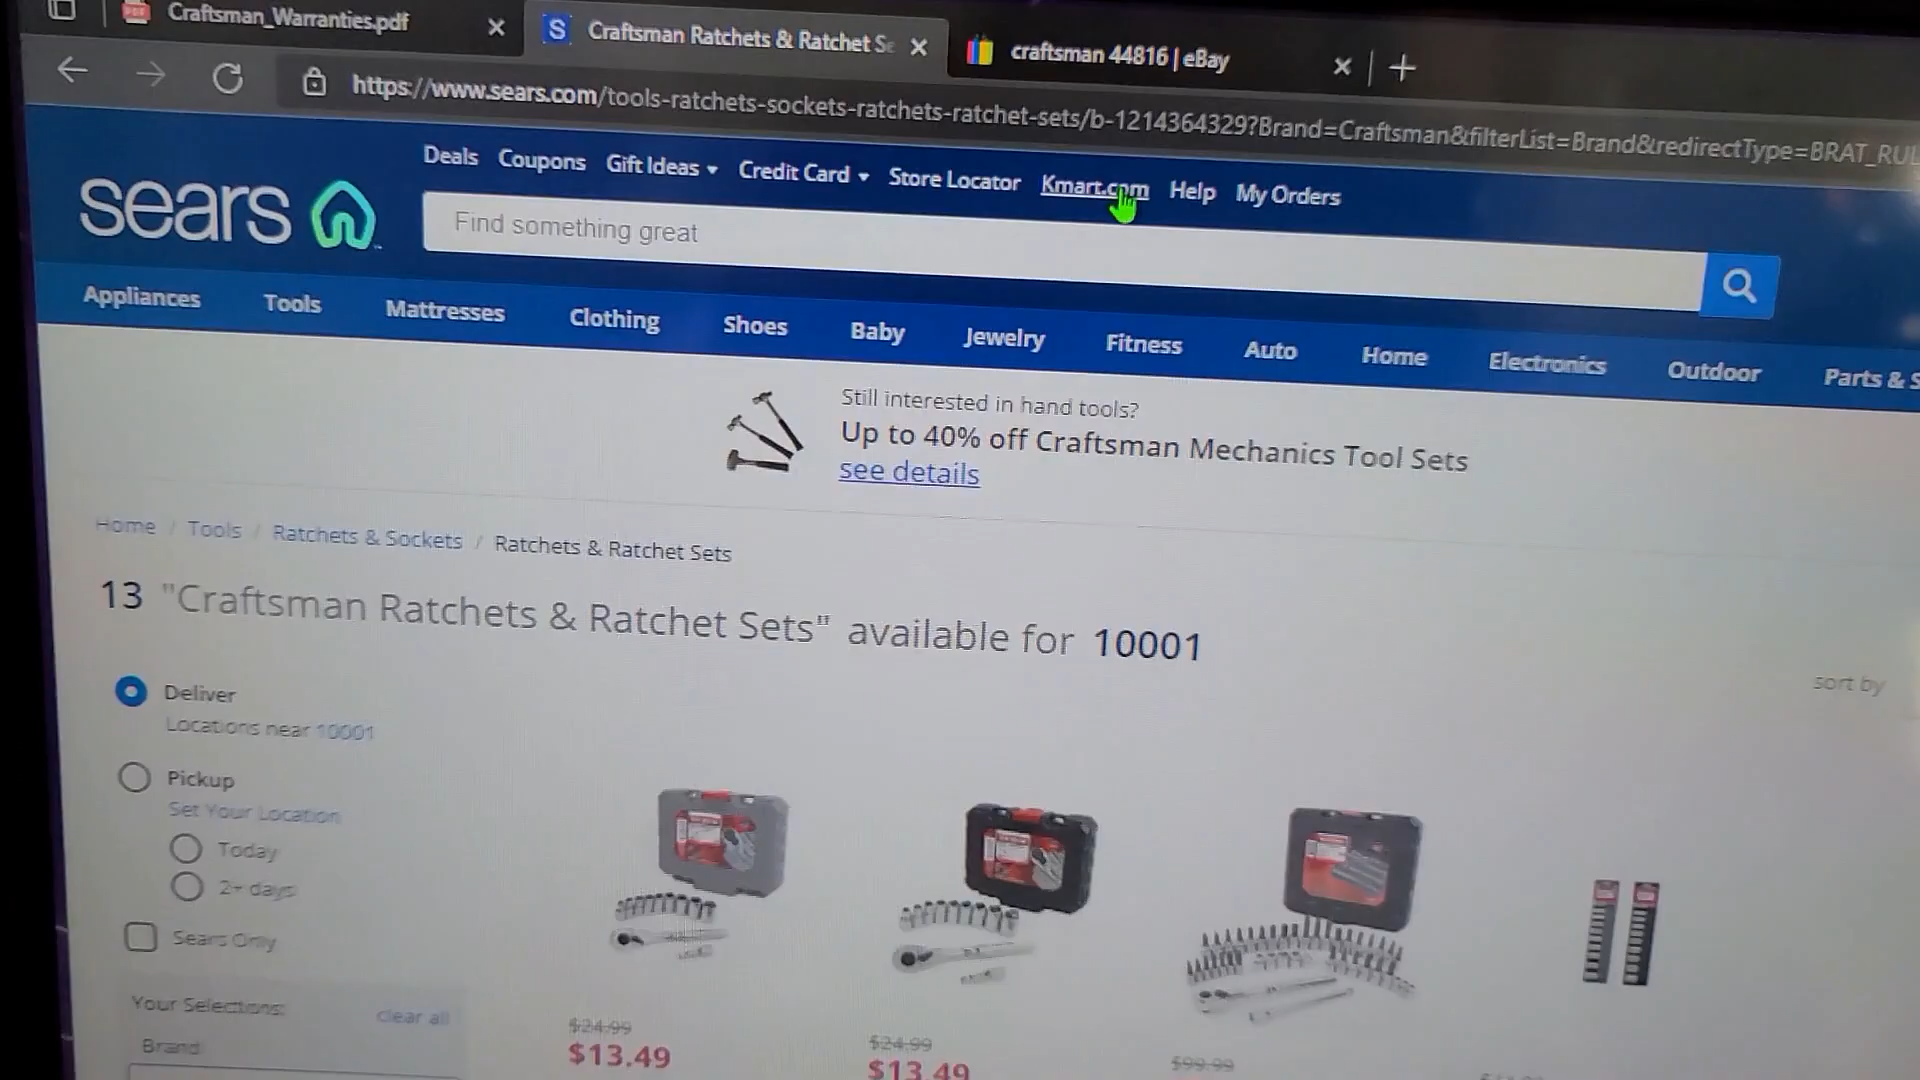 Craftsman_Warranties.pdf
S Craftsman Ratchets & Ratchet Se
craftsman 44816 | eBay
https://www.sears.com/tools-ratchets-sockets-ratchets-ratchet-sets/b-1214364329?Brand=Craftsman&filterList=Brand&redirectType=BRAT_RUL
Deals Coupons Gift Ideas Credit Card Store Locator Kmart.com Help My Orders
sears
Find something great
Appliances Tools Mattresses Clothing Shoes Baby Jewelry Fitness Auto Home Electronics Outdoor Parts & S
Still interested in hand tools?
Up to 40% off Craftsman Mechanics Tool Sets
see details
Home / Tools / Ratchets & Sockets / Ratchets & Ratchet Sets
13 "Craftsman Ratchets & Ratchet Sets" available for 10001
sort by
Deliver
Locations near 10001
Pickup
Set Your Location
Today
2+ days
Sears Only
Your Selections: clear all
Brand
$24.99 $24.99 $99.99
$13.49 $13.49